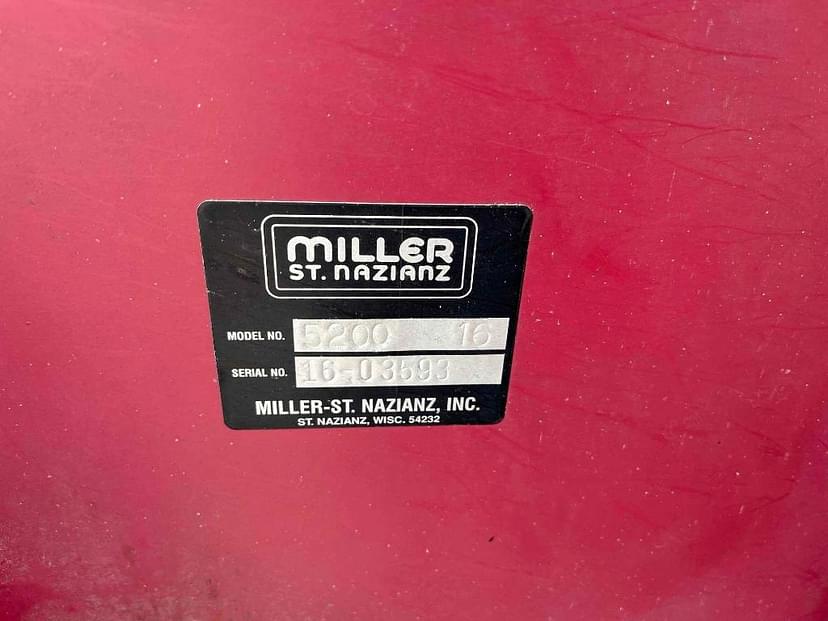 MILLER
ST. NAZIANZ
MODEL NO. 5200 16
SERIAL NO. 16-03593
MILLER-ST. NAZIANZ, INC.
ST. NAZIANZ, WISC. 54232